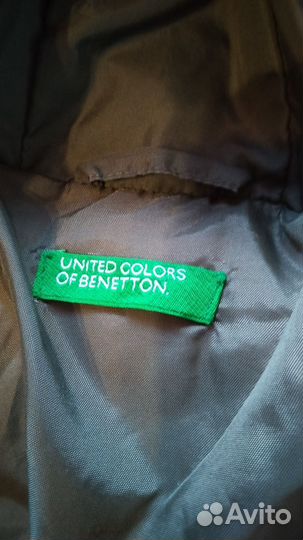 UNITED COLORS
OF BENETTON.
Avito